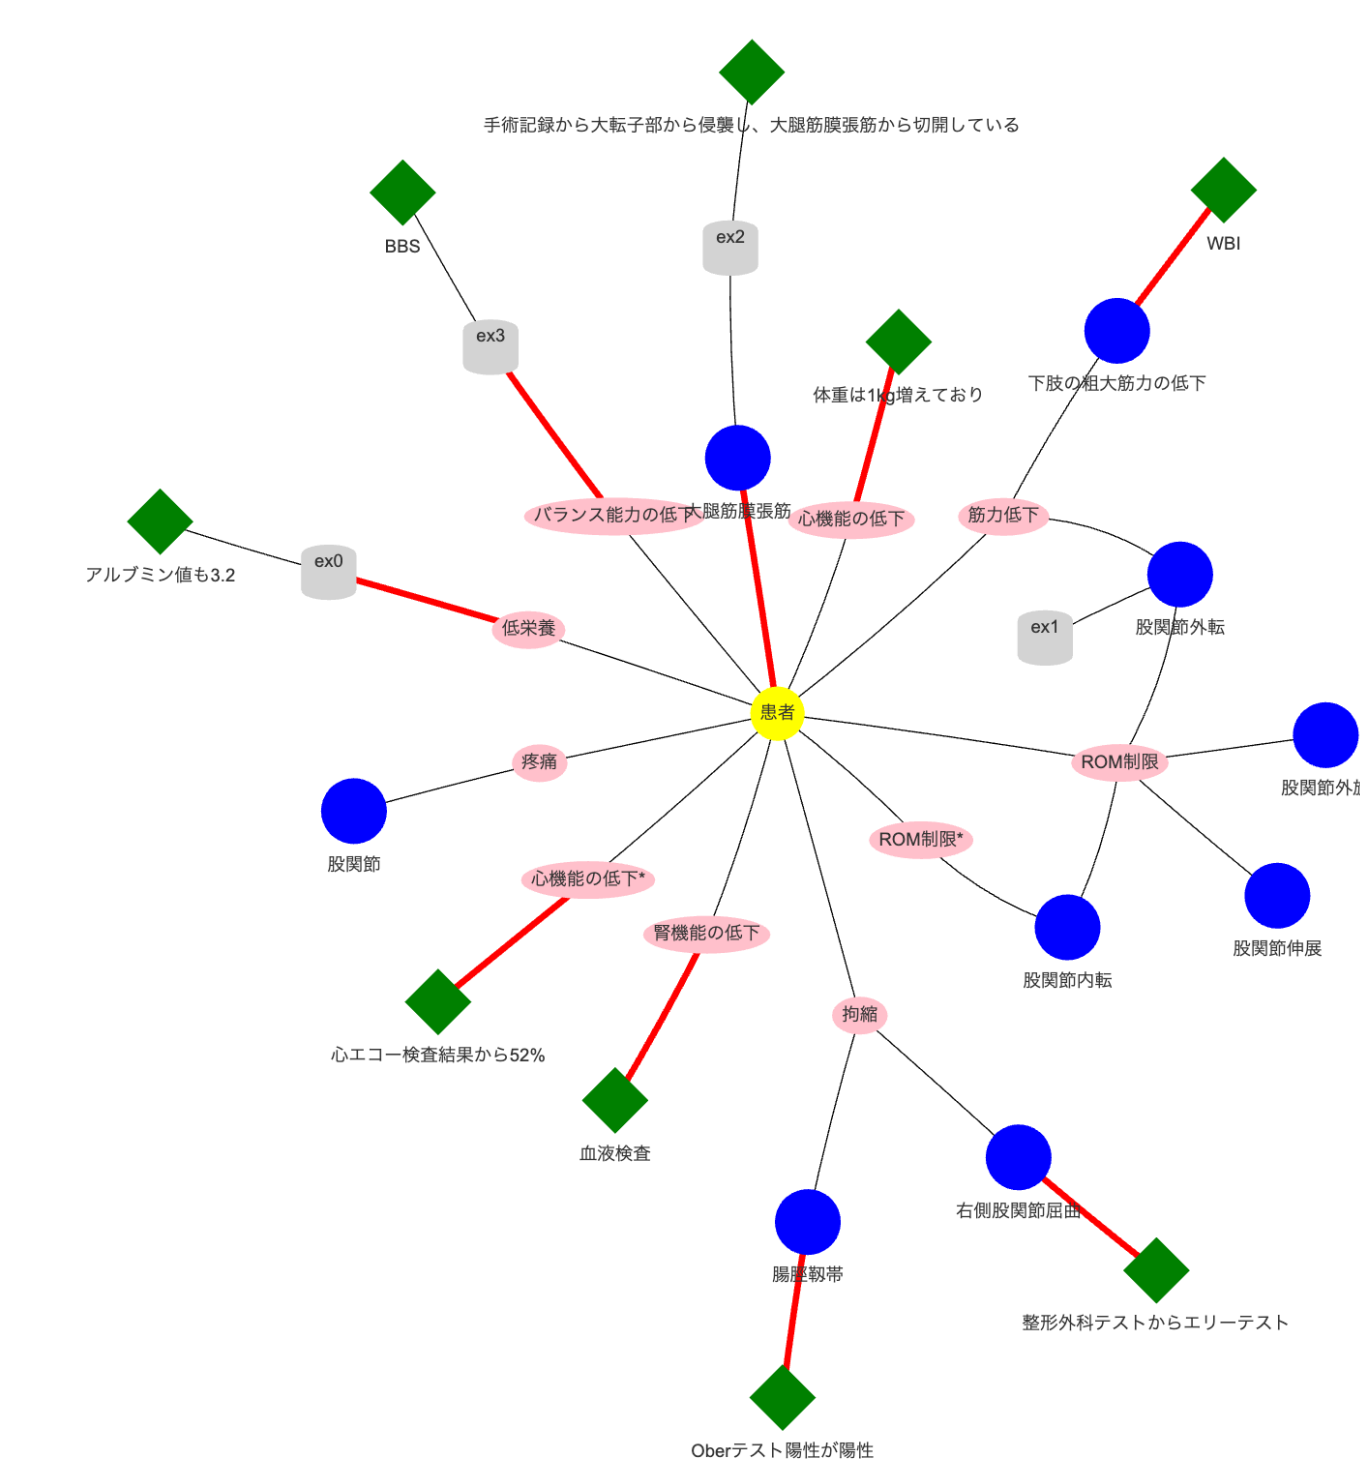 手術記録から大転子部から侵襲し、大腿筋膜張筋から切開している
BBS
ex2
WBI
ex3
下肢の粗大筋力の低下
体重は1kg増えており
バランス能力の低下
大腿筋膜張筋
心機能の低下
筋力低下
ex0
アルブミン値も3.2
低栄養
ex1
股関節外転
患者
疼痛
ROM制限
股関節外旋
ROM制限*
股関節
心機能の低下*
腎機能の低下
股関節伸展
股関節内転
拘縮
心エコー検査結果から52%
血液検査
右側股関節屈曲
腸脛靱帯
整形外科テストからエリーテスト
Oberテスト陽性が陽性